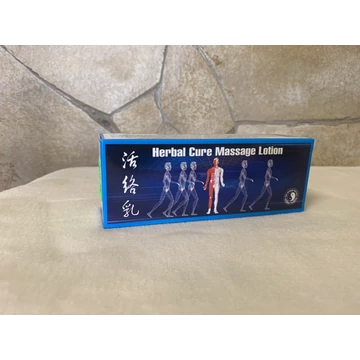 Herbal Cure Massage Lotion
活络乳